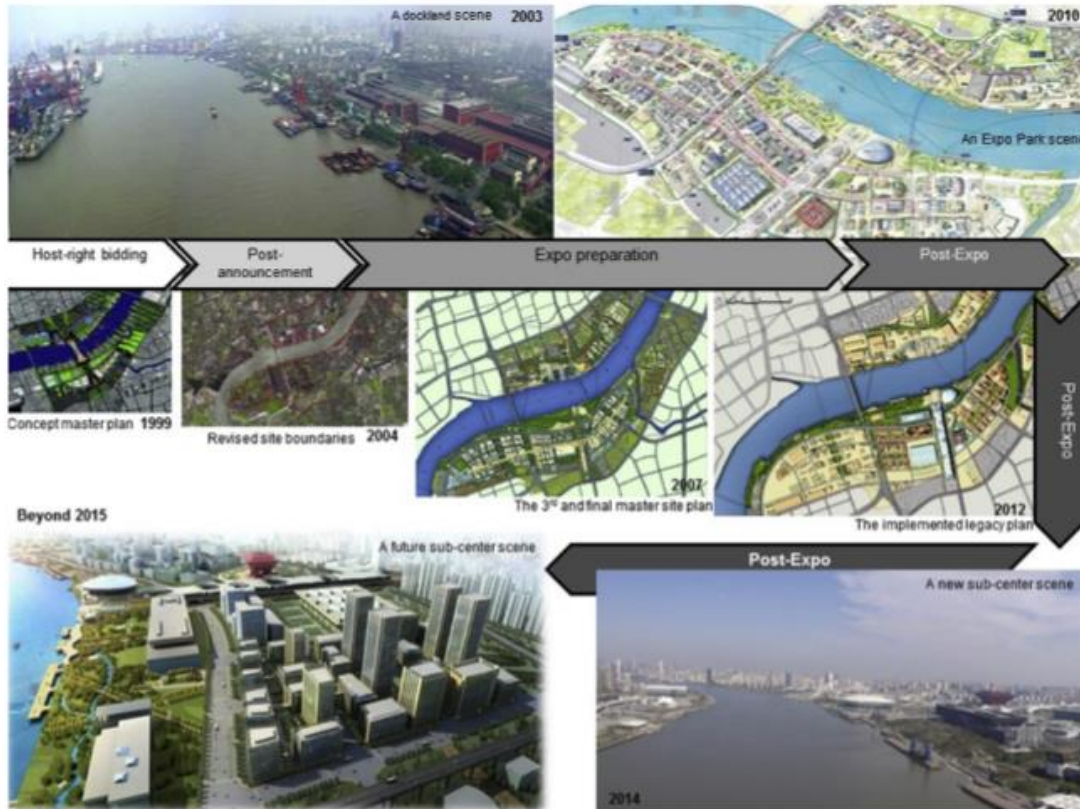 A dockland scene 2003
2010
An Expo Park scene
Host-right bidding
Post-
announcement
Expo preparation
Post-Expo
Concept master plan 1999
Revised site boundaries 2004
2007
The 3rd and final master site plan
2012
The implemented legacy plan
Post-Expo
Beyond 2015
A future sub-center scene
Post-Expo
A new sub-center scene
2014